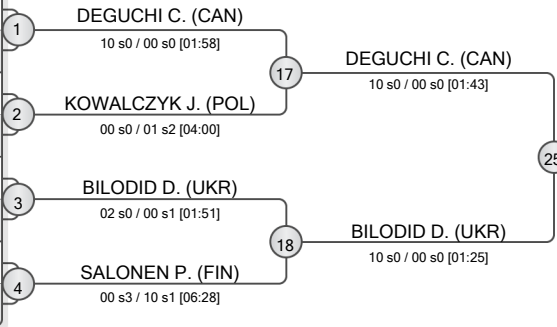 DEGUCHI C. (CAN)
1
10 s0 / 00 s0 [01:58]
17
DEGUCHI C. (CAN)
10 s0 / 00 s0 [01:43]
KOWALCZYK J. (POL)
2
00 s0 / 01 s2 [04:00]
25
BILODID D. (UKR)
3
02 s0 / 00 s1 [01:51]
18
BILODID D. (UKR)
10 s0 / 00 s0 [01:25]
SALONEN P. (FIN)
4
00 s3 / 10 s1 [06:28]